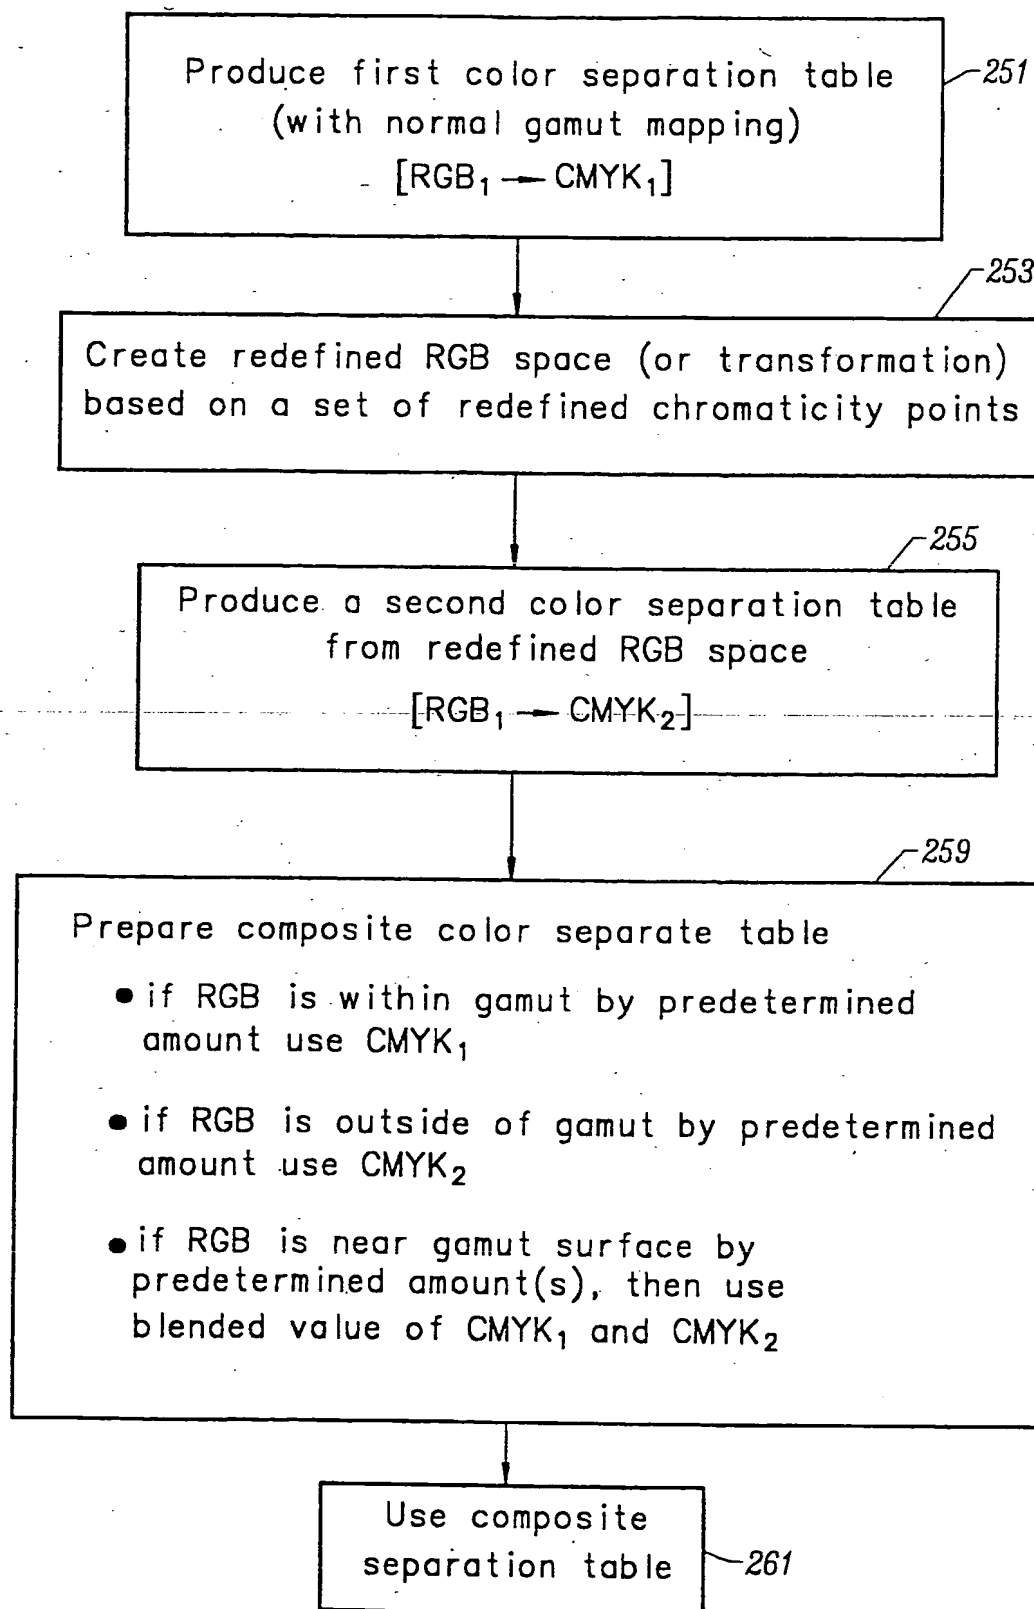 Produce first color separation table
(with normal gamut mapping)
[RGB₁ → CMYK₁]
251
253
Create redefined RGB space (or transformation)
based on a set of redefined chromaticity points
255
Produce a second color separation table
from redefined RGB space
[RGB₁ → CMYK₂]
259
Prepare composite color separate table
• if RGB is within gamut by predetermined
amount use CMYK₁
• if RGB is outside of gamut by predetermined
amount use CMYK₂
• if RGB is near gamut surface by
predetermined amount(s), then use
blended value of CMYK₁ and CMYK₂
Use composite
separation table
261